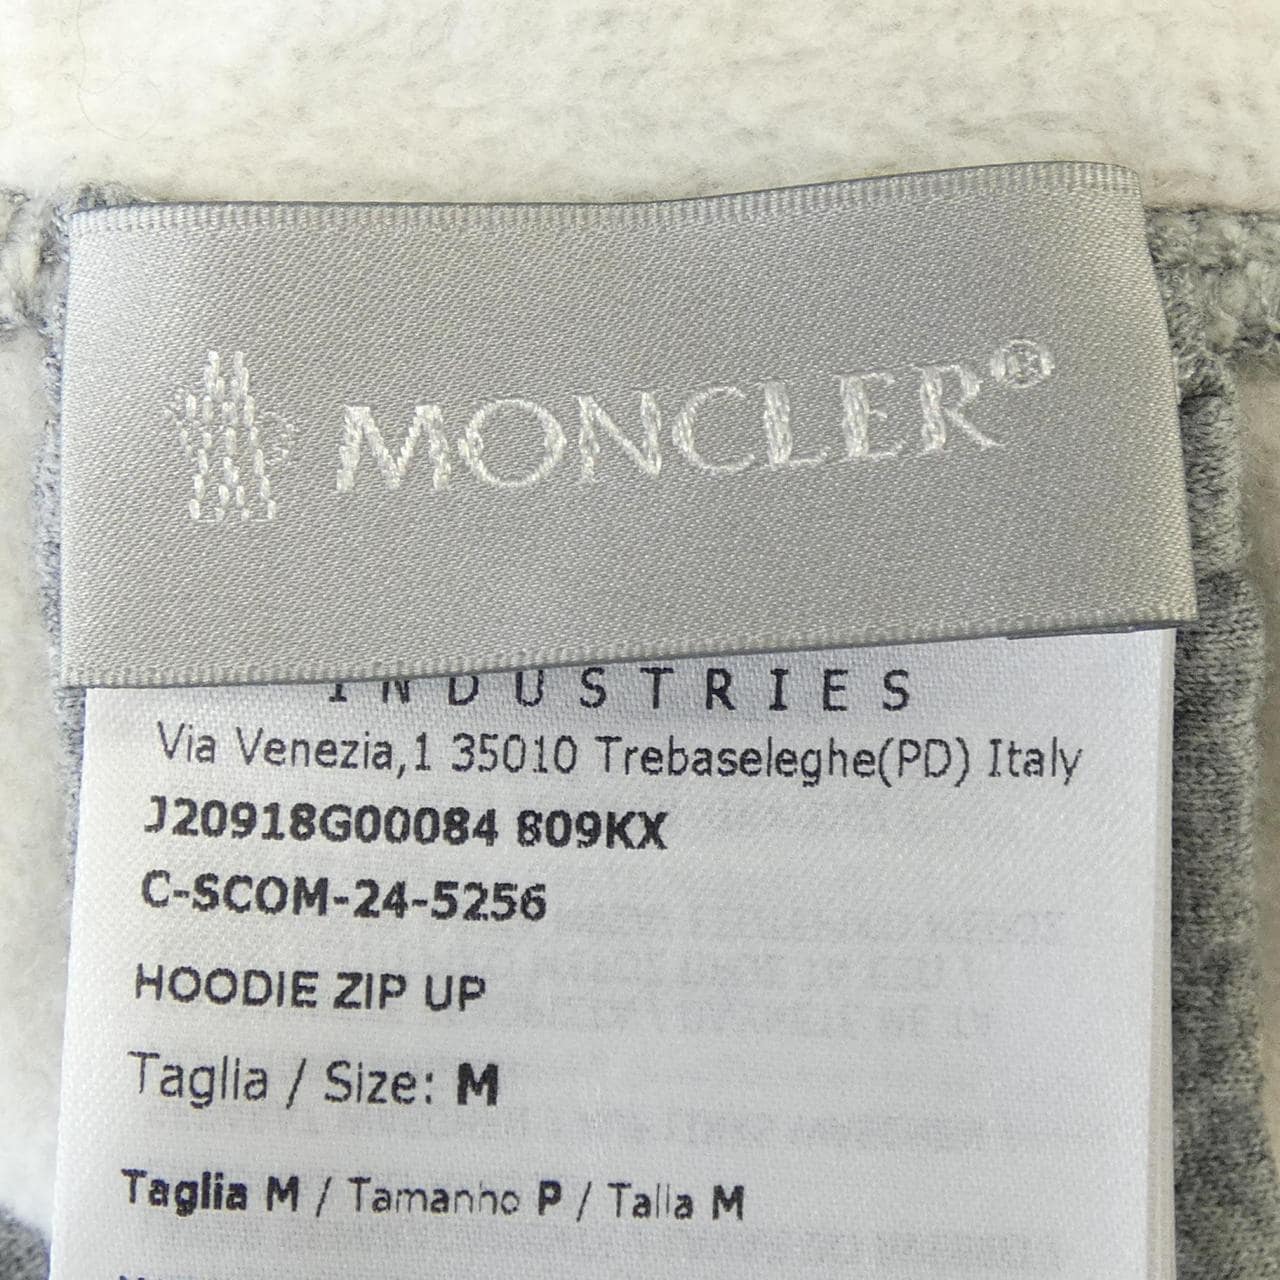 MONCLER®
INDUSTRIES
Via Venezia,1 35010 Trebaseleghe(PD) Italy
J20918G00084 809KX
C-SCOM-24-5256
HOODIE ZIP UP
Taglia / Size: M
Taglia M / Tamanho P / Talla M